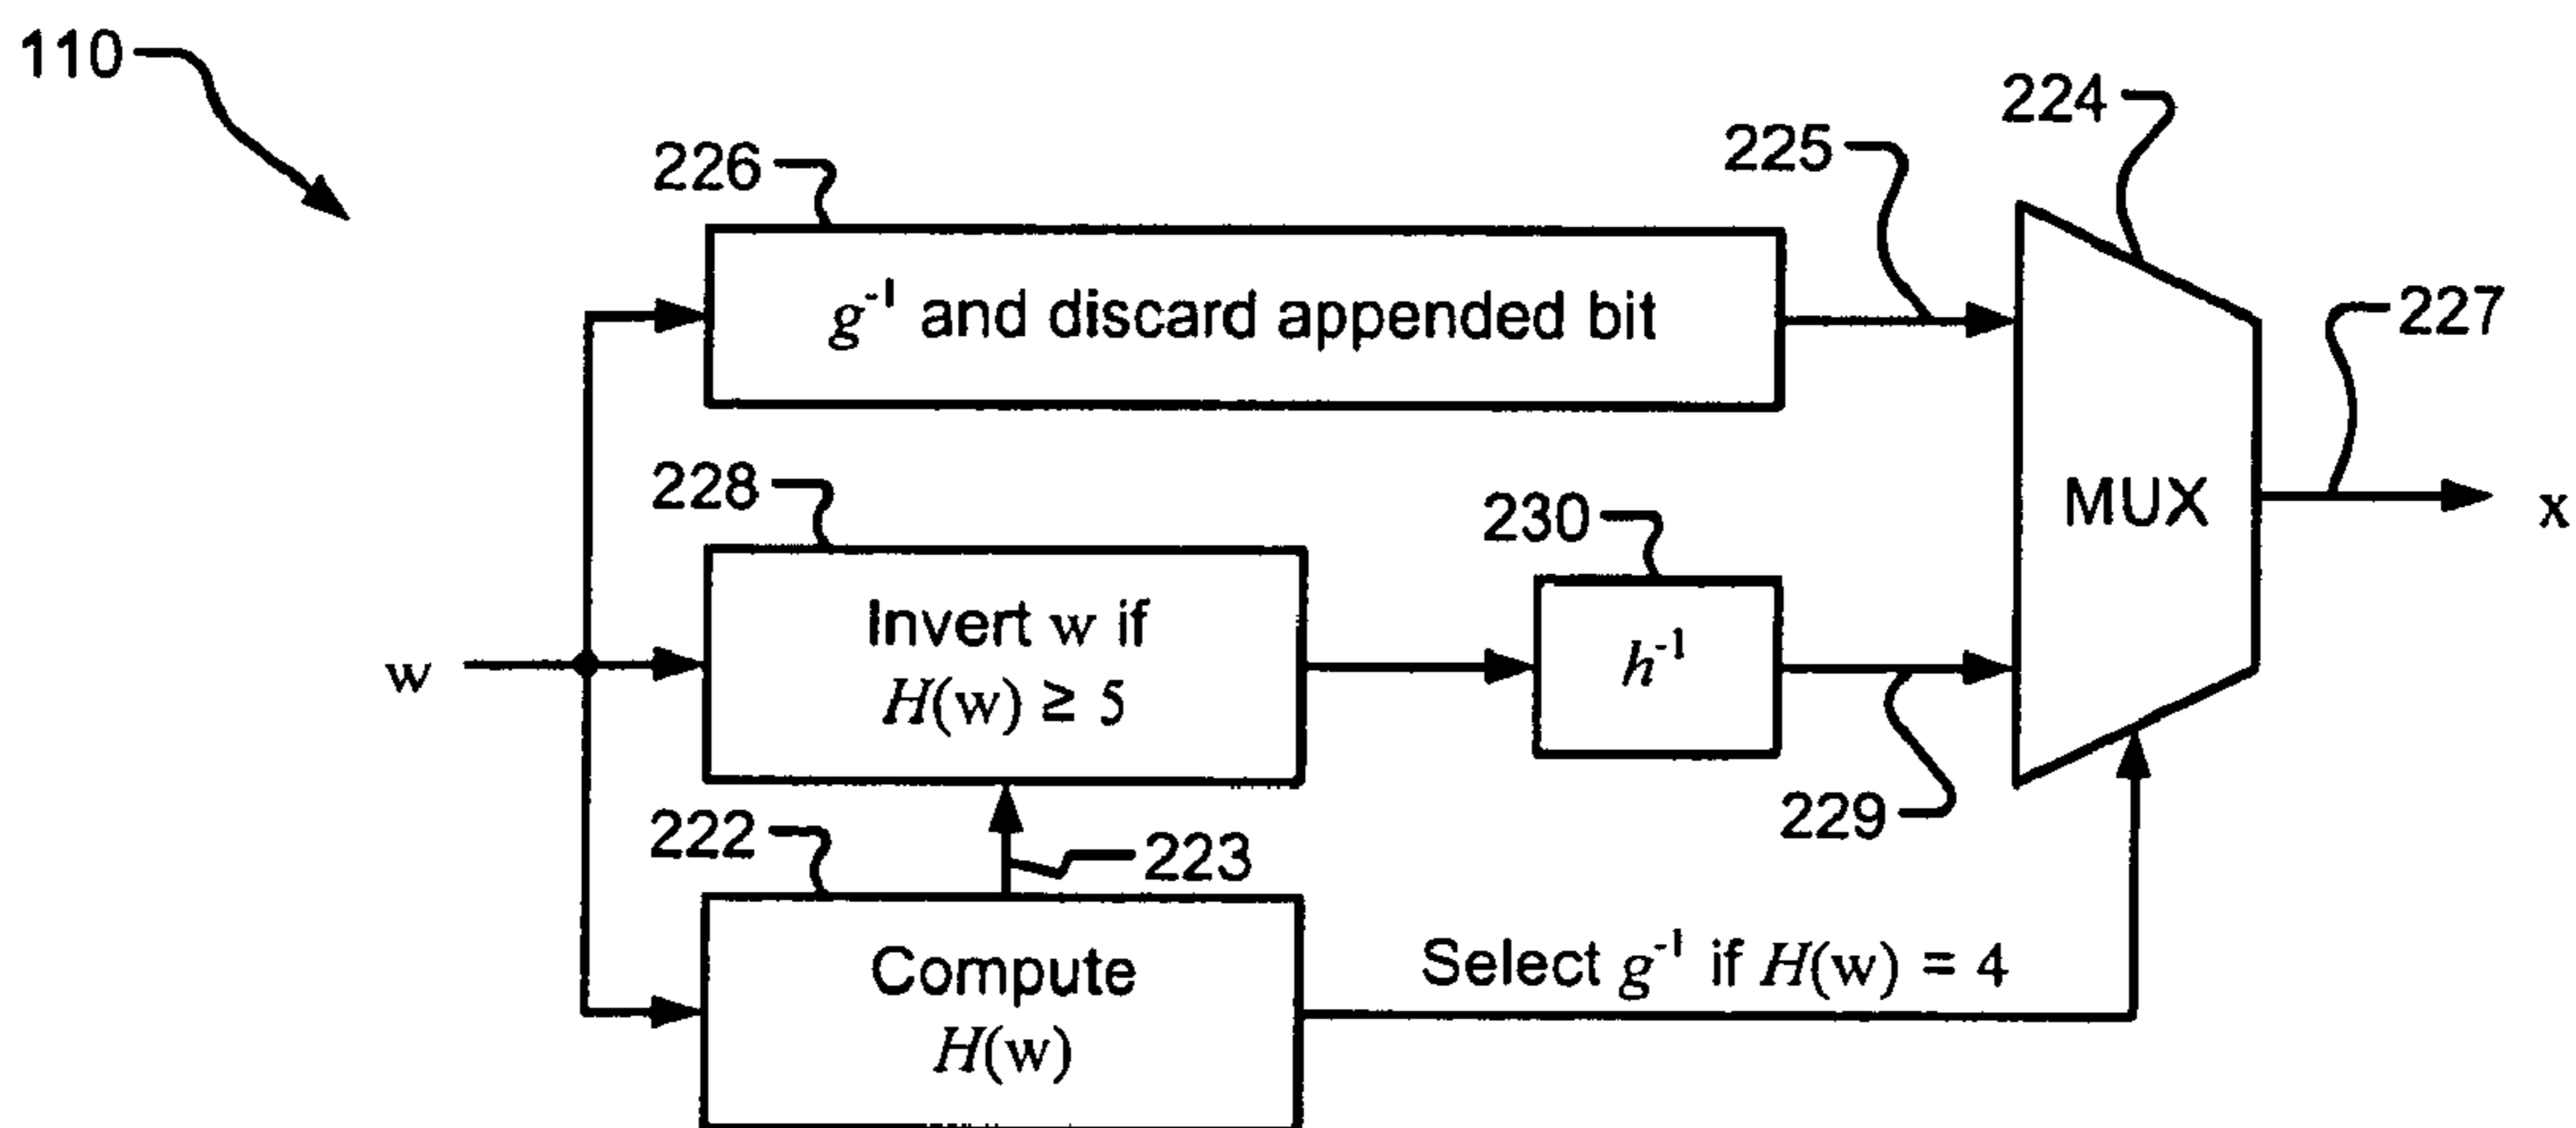 110
224
225
226
g⁻¹ and discard appended bit
227
228
230
Invert w if
H(w) ≥ 5
h⁻¹
MUX
x
w
229
222
223
Compute
H(w)
Select g⁻¹ if H(w) = 4